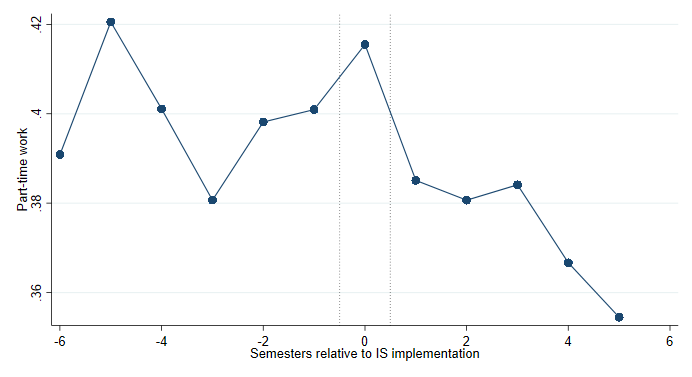 Part-time work
.42
.4
.38
.36
-6 -4 -2 0 2 4 6
Semesters relative to IS implementation